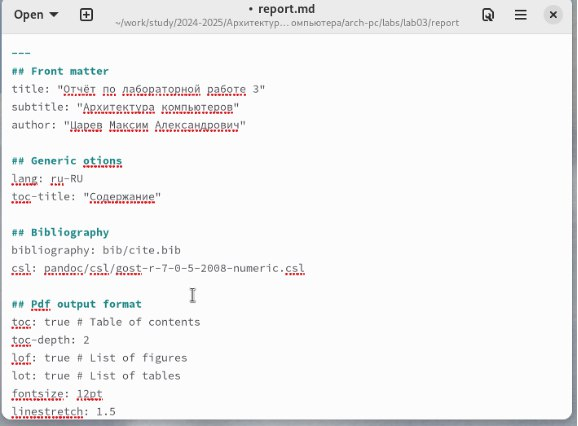 Open
• report.md
~/work/study/2024-2025/Архитектур…омпьютера/arch-pc/labs/lab03/report
---
## Front matter
title: "Отчёт по лабораторной работе 3"
subtitle: "Архитектура компьютеров"
author: "Царев Максим Александрович"
## Generic otions
lang: ru-RU
toc-title: "Содержание"
## Bibliography
bibliography: bib/cite.bib
csl: pandoc/csl/gost-r-7-0-5-2008-numeric.csl
## Pdf output format
toc: true # Table of contents
toc-depth: 2
lof: true # List of figures
lot: true # List of tables
fontsize: 12pt
linestretch: 1.5